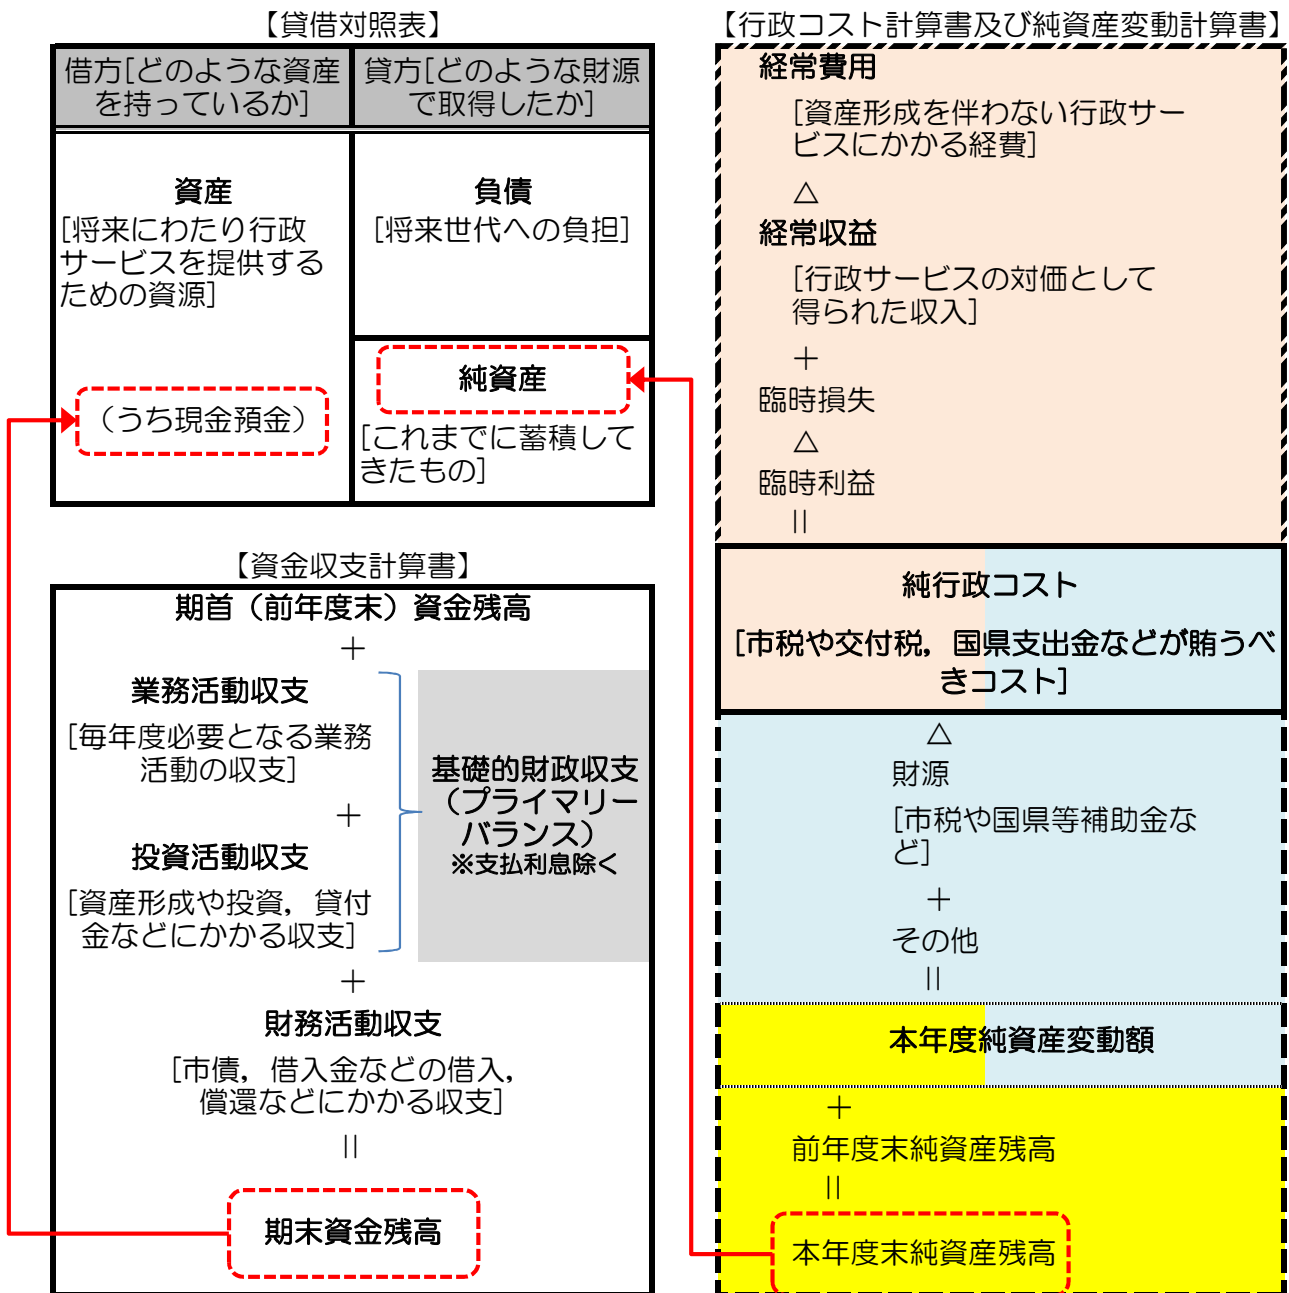 【貸借対照表】
借方[どのような資産
を持っているか]
貸方[どのような財源
で取得したか]
資産
[将来にわたり行政
サービスを提供する
ための資源]
（うち現金預金）
負債
[将来世代への負担]
純資産
[これまでに蓄積して
きたもの]
【資金収支計算書】
期首（前年度末）資金残高
＋
業務活動収支
[毎年度必要となる業務
活動の収支]
＋
投資活動収支
[資産形成や投資，貸付
金などにかかる収支]
基礎的財政収支
（プライマリー
バランス）
※支払利息除く
＋
財務活動収支
[市債，借入金などの借入，
償還などにかかる収支]
＝
期末資金残高
【行政コスト計算書及び純資産変動計算書】
経常費用
[資産形成を伴わない行政サー
ビスにかかる経費]
△
経常収益
[行政サービスの対価として
得られた収入]
＋
臨時損失
△
臨時利益
＝
純行政コスト
[市税や交付税，国県支出金などが賄うべ
きコスト]
△
財源
[市税や国県等補助金な
ど]
＋
その他
＝
本年度純資産変動額
＋
前年度末純資産残高
＝
本年度末純資産残高